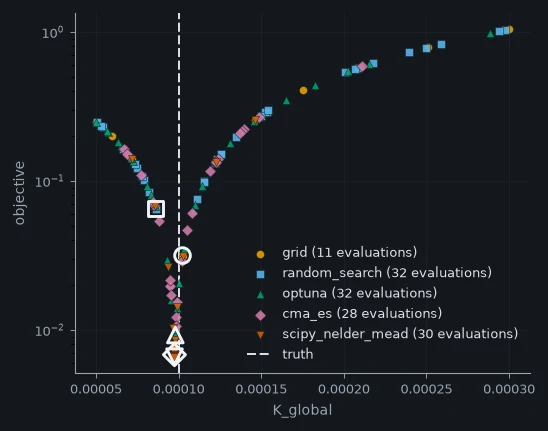 10⁰
10⁻¹
10⁻²
objective
grid (11 evaluations)
random_search (32 evaluations)
optuna (32 evaluations)
cma_es (28 evaluations)
scipy_nelder_mead (30 evaluations)
truth
0.00005 0.00010 0.00015 0.00020 0.00025 0.00030
K_global